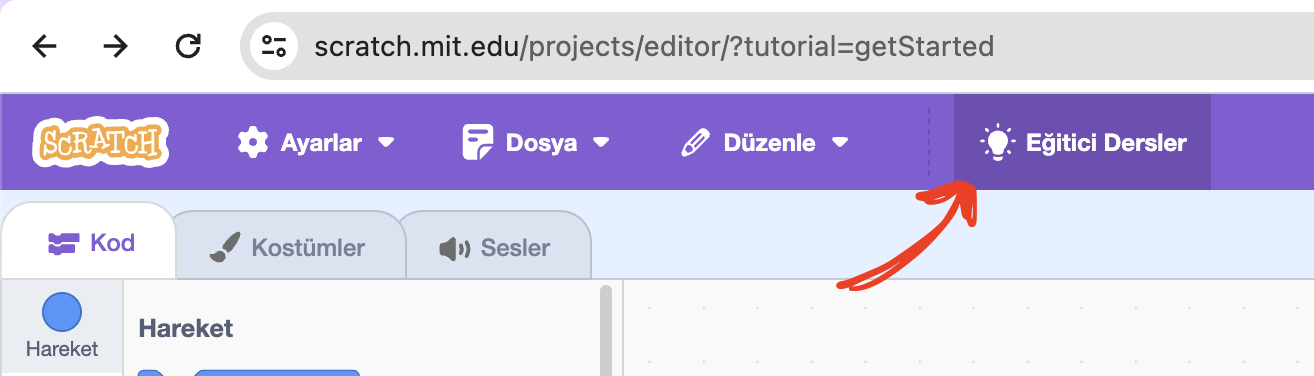 scratch.mit.edu/projects/editor/?tutorial=getStarted
SCRATCH Ayarlar Dosya Düzenle Eğitici Dersler
Kod Kostümler Sesler
Hareket
Hareket